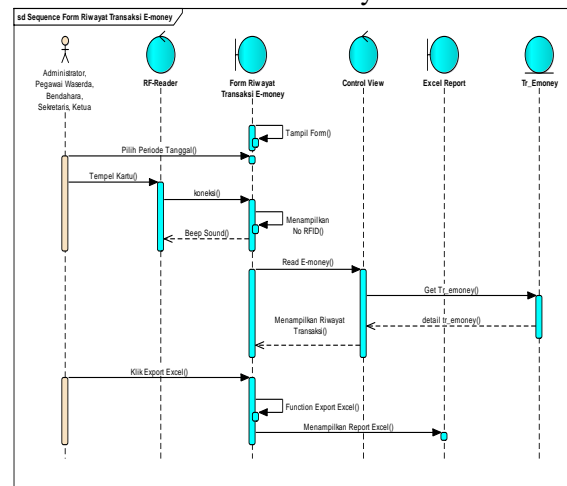 sd Sequence Form Riwayat Transaksi E-money
Administrator,
Pegawai Waserda,
Bendahara,
Sekretaris, Ketua
RF-Reader
Form Riwayat
Transaksi E-money
Control View
Excel Report
Tr_Emoney
Tampil Form()
Pilih Periode Tanggal()
Tempel Kartu()
koneksi()
Menampilkan
No RFID()
Beep Sound()
Read E-money()
Get Tr_emoney()
Menampilkan Riwayat
Transaksi()
detail tr_emoney()
Klik Export Excel()
Function Export Excel()
Menampilkan Report Excel()